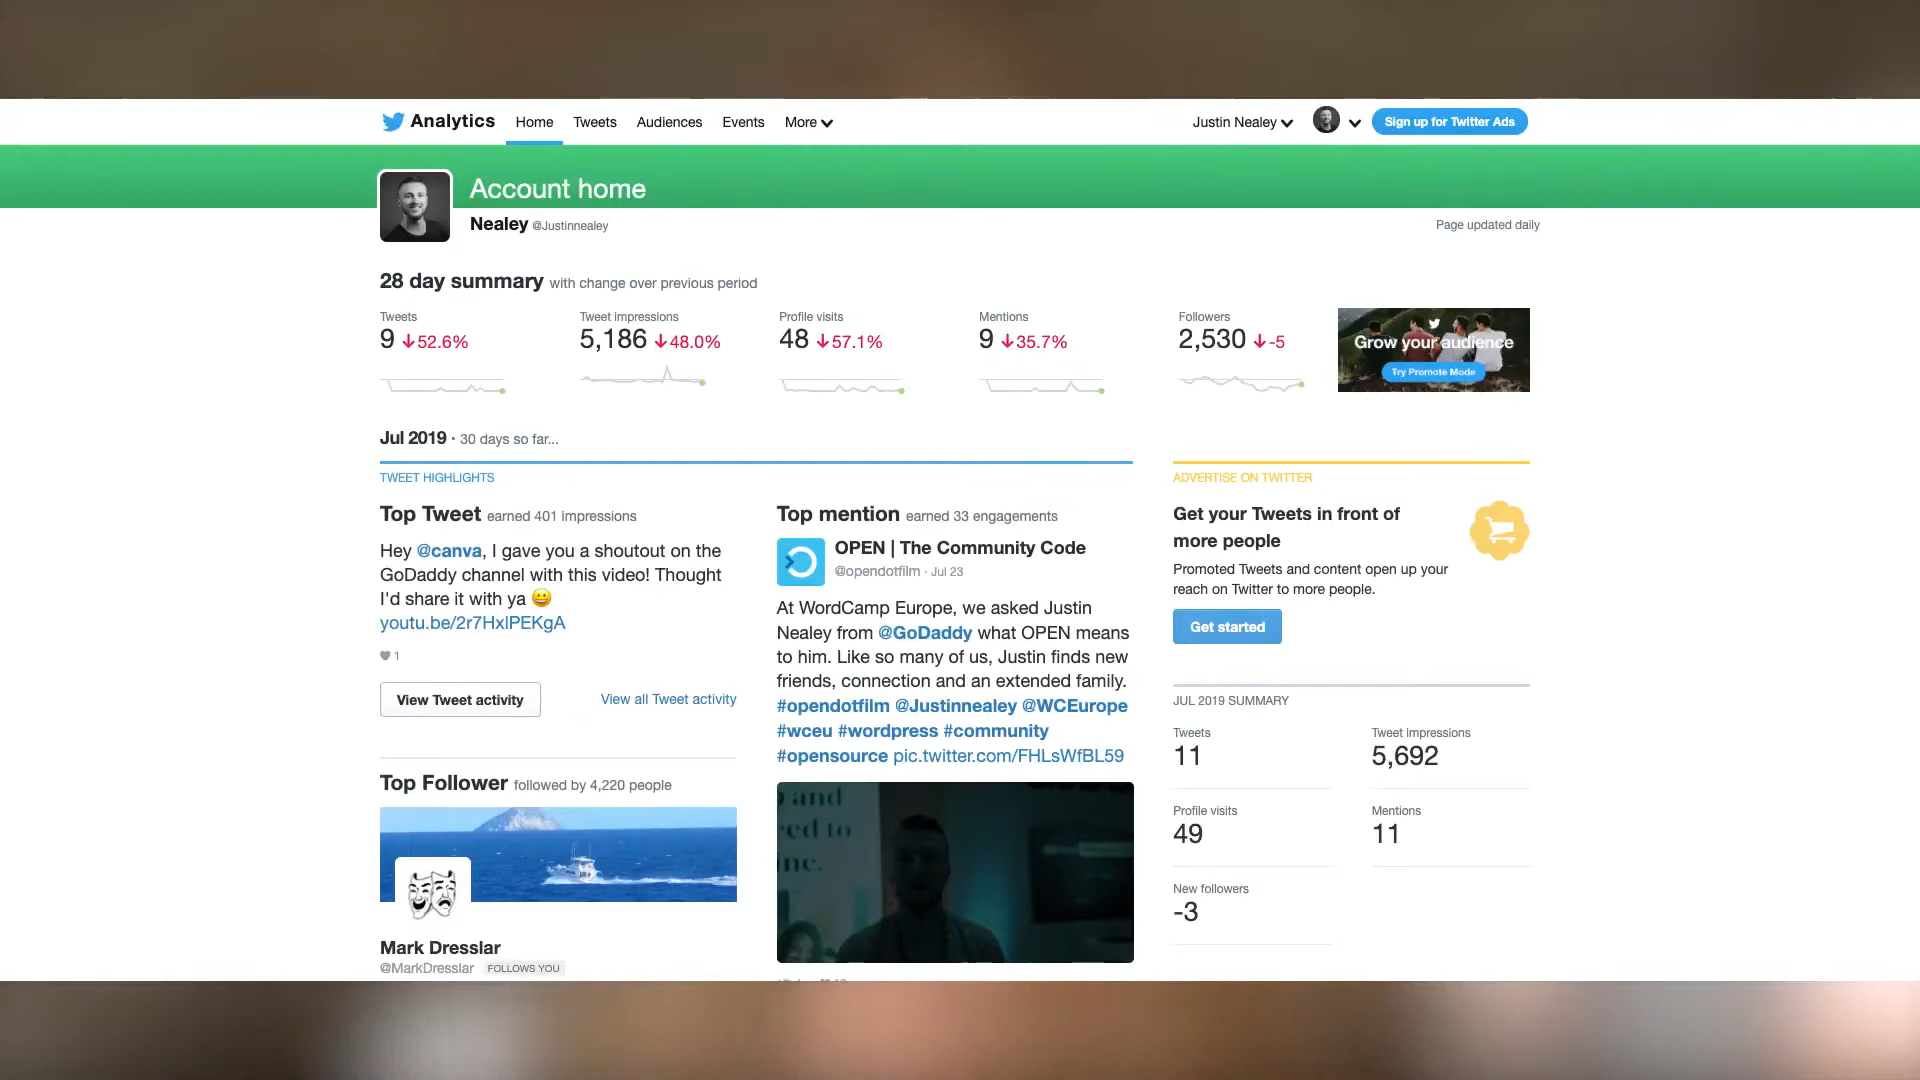 Analytics Home Tweets Audiences Events More Justin Nealey Sign up for Twitter Ads
Account home
Nealey @Justinnealey
Page updated daily
28 day summary with change over previous period
Tweets
9 ↓52.6%
Tweet impressions
5,186 ↓48.0%
Profile visits
48 ↓57.1%
Mentions
9 ↓35.7%
Followers
2,530 ↓-5
Grow your audience
Try Promote Mode
Jul 2019 · 30 days so far...
TWEET HIGHLIGHTS
Top Tweet earned 401 impressions
Hey @canva, I gave you a shoutout on the
GoDaddy channel with this video! Thought
I'd share it with ya 😀
youtu.be/2r7HxlPEKgA
1
View Tweet activity
View all Tweet activity
Top Follower followed by 4,220 people
Mark Dresslar
@MarkDresslar FOLLOWS YOU
Top mention earned 33 engagements
OPEN | The Community Code
@opendotfilm · Jul 23
At WordCamp Europe, we asked Justin
Nealey from @GoDaddy what OPEN means
to him. Like so many of us, Justin finds new
friends, connection and an extended family.
#opendotfilm @Justinnealey @WCEurope
#wceu #wordpress #community
#opensource pic.twitter.com/FHLsWfBL59
ADVERTISE ON TWITTER
Get your Tweets in front of
more people
Promoted Tweets and content open up your
reach on Twitter to more people.
Get started
JUL 2019 SUMMARY
Tweets
11
Tweet impressions
5,692
Profile visits
49
Mentions
11
New followers
-3